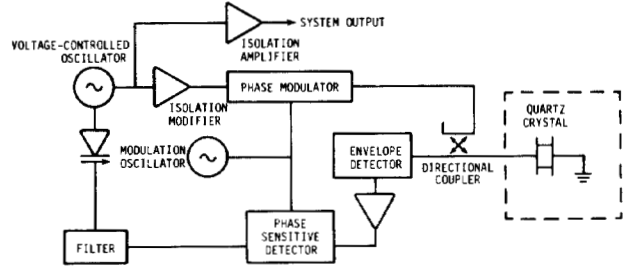 SYSTEM OUTPUT
VOLTAGE-CONTROLLED
OSCILLATOR
ISOLATION
AMPLIFIER
ISOLATION
MODIFIER
PHASE MODULATOR
QUARTZ
CRYSTAL
MODULATION
OSCILLATOR
ENVELOPE
DETECTOR
DIRECTIONAL
COUPLER
FILTER
PHASE
SENSITIVE
DETECTOR